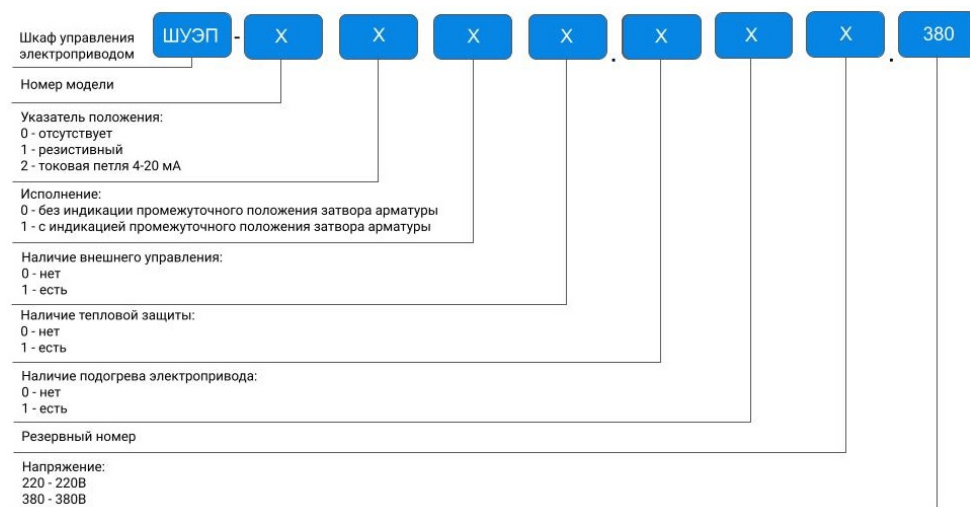 Шкаф управления
электроприводом
ШУЭП - X X X X . X X X . 380
Номер модели
Указатель положения:
0 - отсутствует
1 - резистивный
2 - токовая петля 4-20 мА
Исполнение:
0 - без индикации промежуточного положения затвора арматуры
1 - с индикацией промежуточного положения затвора арматуры
Наличие внешнего управления:
0 - нет
1 - есть
Наличие тепловой защиты:
0 - нет
1 - есть
Наличие подогрева электропривода:
0 - нет
1 - есть
Резервный номер
Напряжение:
220 - 220В
380 - 380В